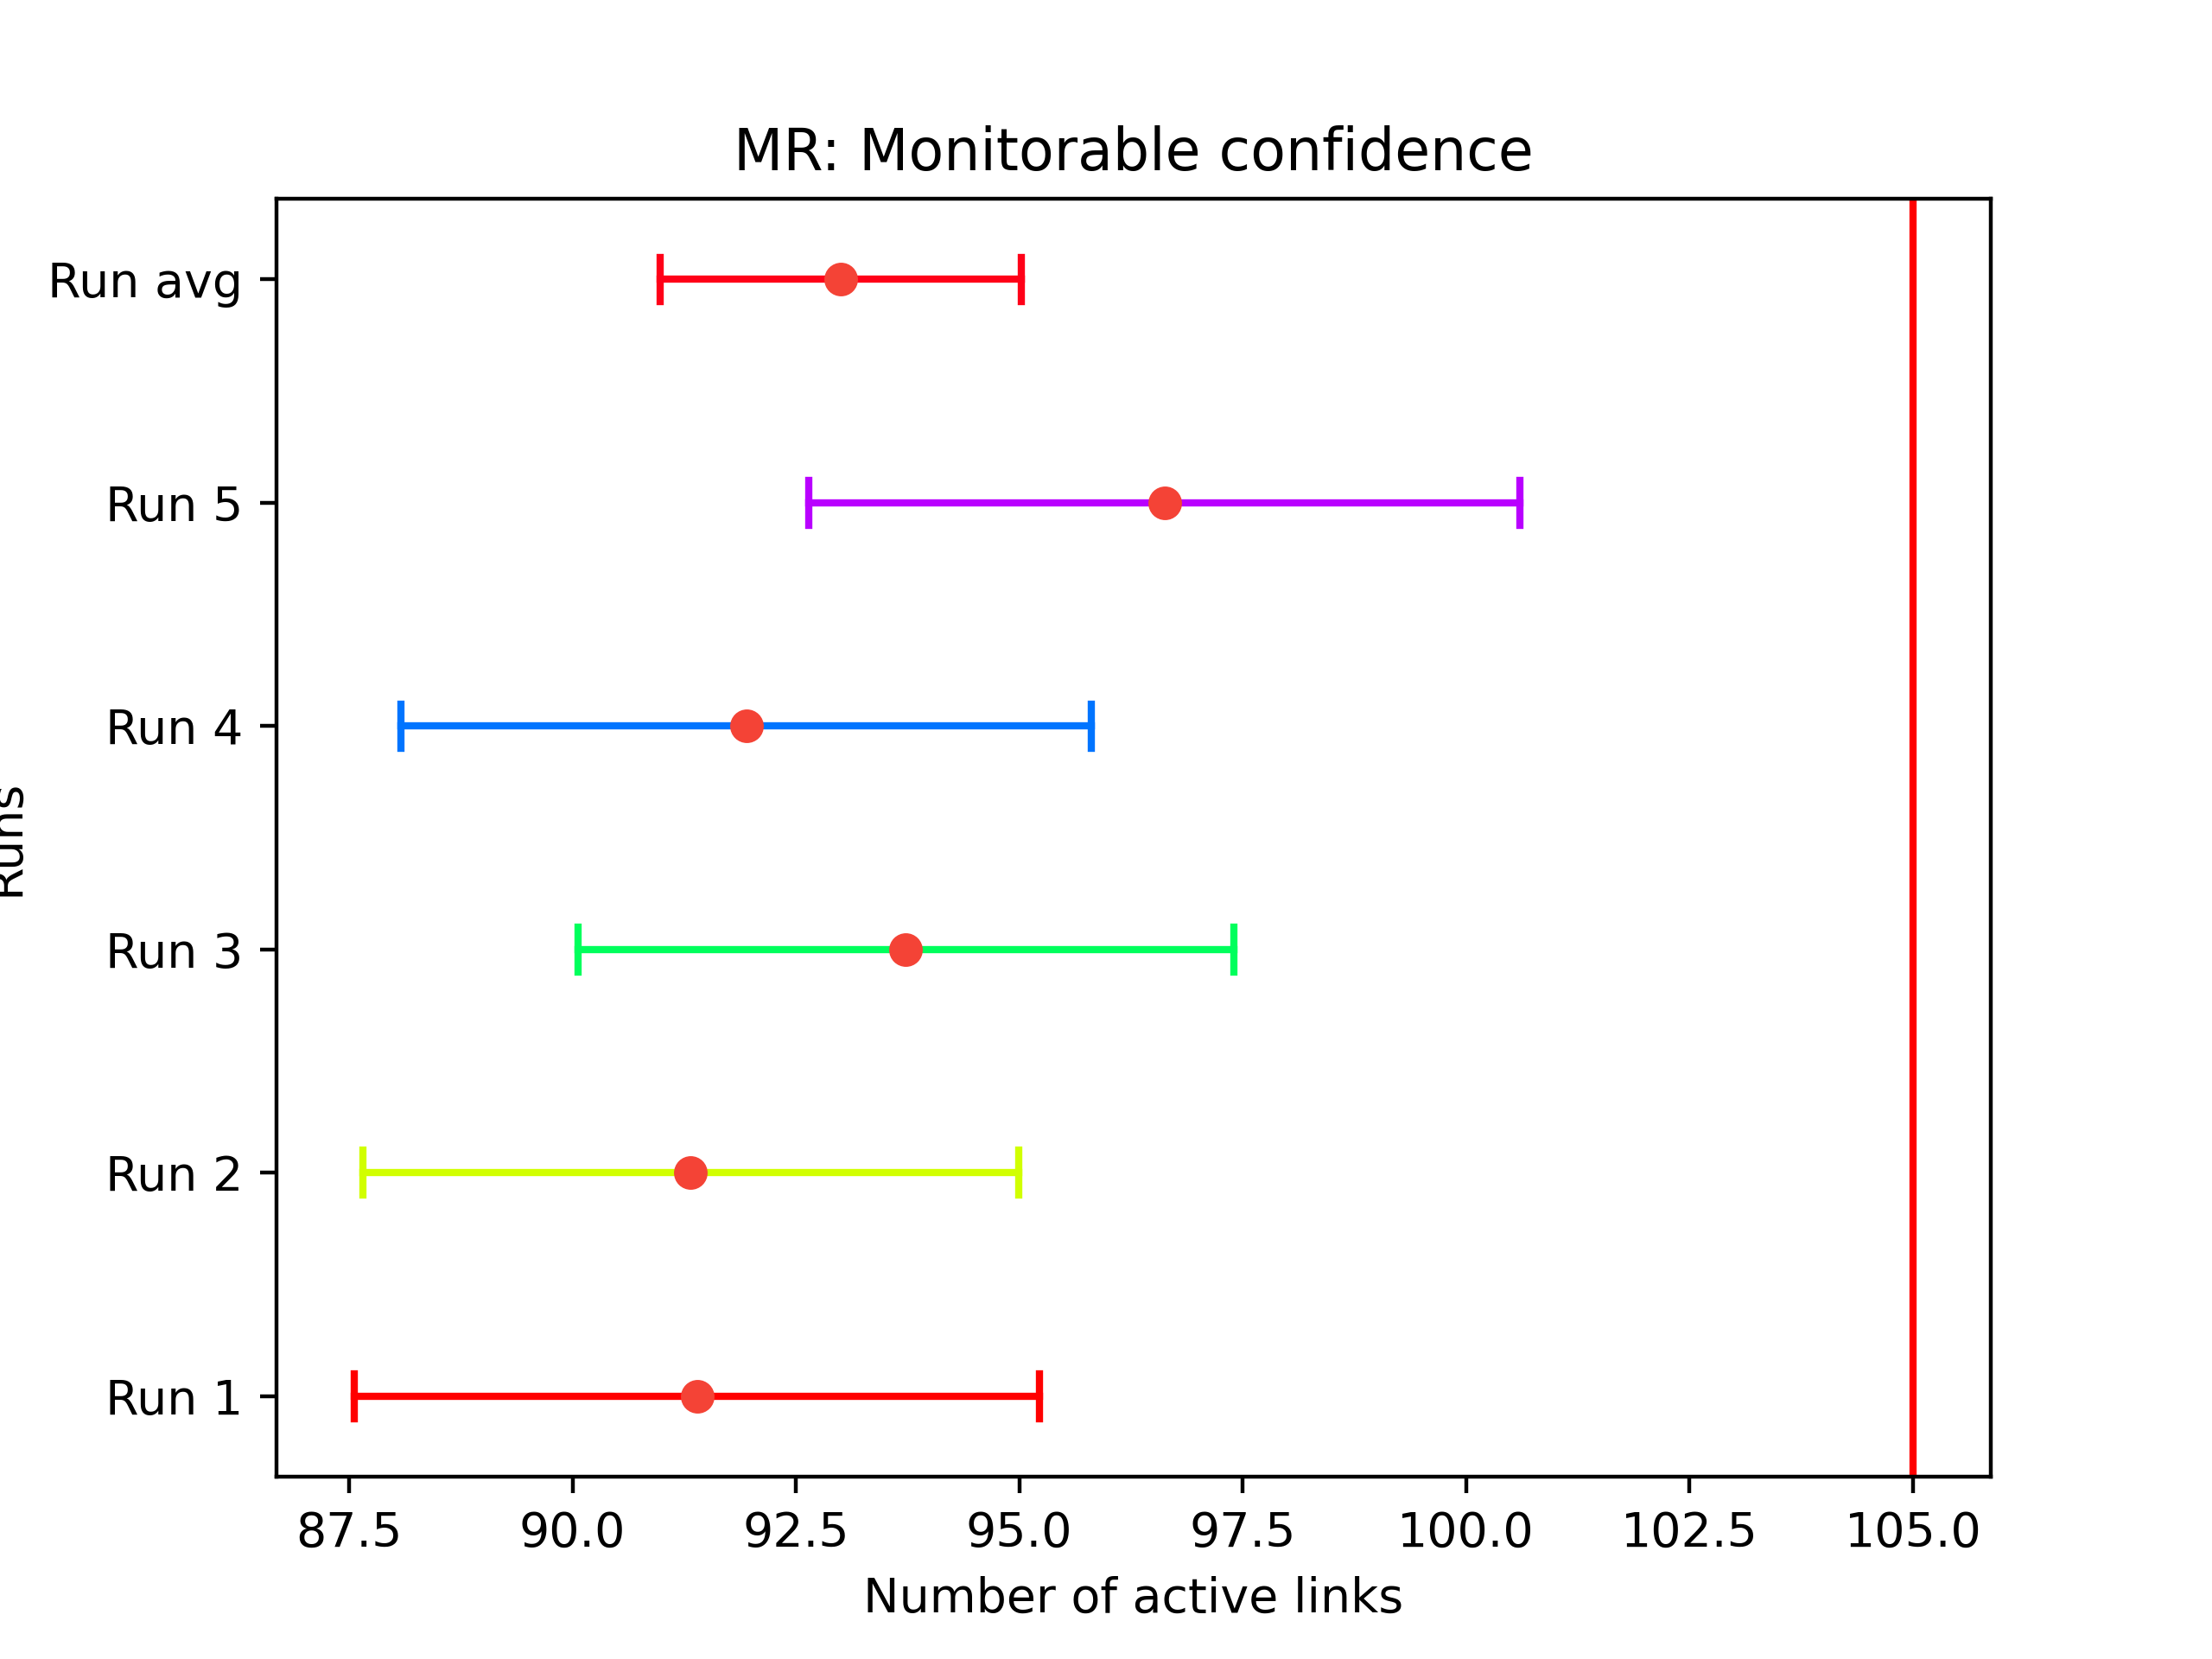 MR: Monitorable confidence
Run avg
Run 5
Run 4
Run 3
Run 2
Run 1
Runs
87.5 90.0 92.5 95.0 97.5 100.0 102.5 105.0
Number of active links